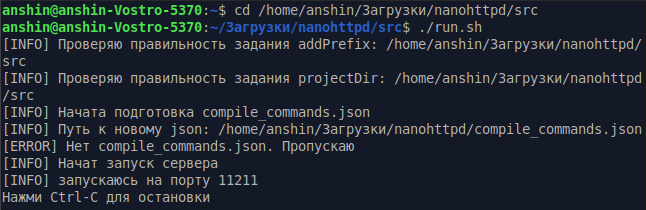 anshin@anshin-Vostro-5370:~$ cd /home/anshin/Загрузки/nanohttpd/src
anshin@anshin-Vostro-5370:~/Загрузки/nanohttpd/src$ ./run.sh
[INFO] Проверяю правильность задания addPrefix: /home/anshin/Загрузки/nanohttpd/
src
[INFO] Проверяю правильность задания projectDir: /home/anshin/Загрузки/nanohttpd
/src
[INFO] Начата подготовка compile_commands.json
[INFO] Путь к новому json: /home/anshin/Загрузки/nanohttpd/compile_commands.json
[ERROR] Нет compile_commands.json. Пропускаю
[INFO] Начат запуск сервера
[INFO] запускаюсь на порту 11211
Нажми Ctrl-C для остановки